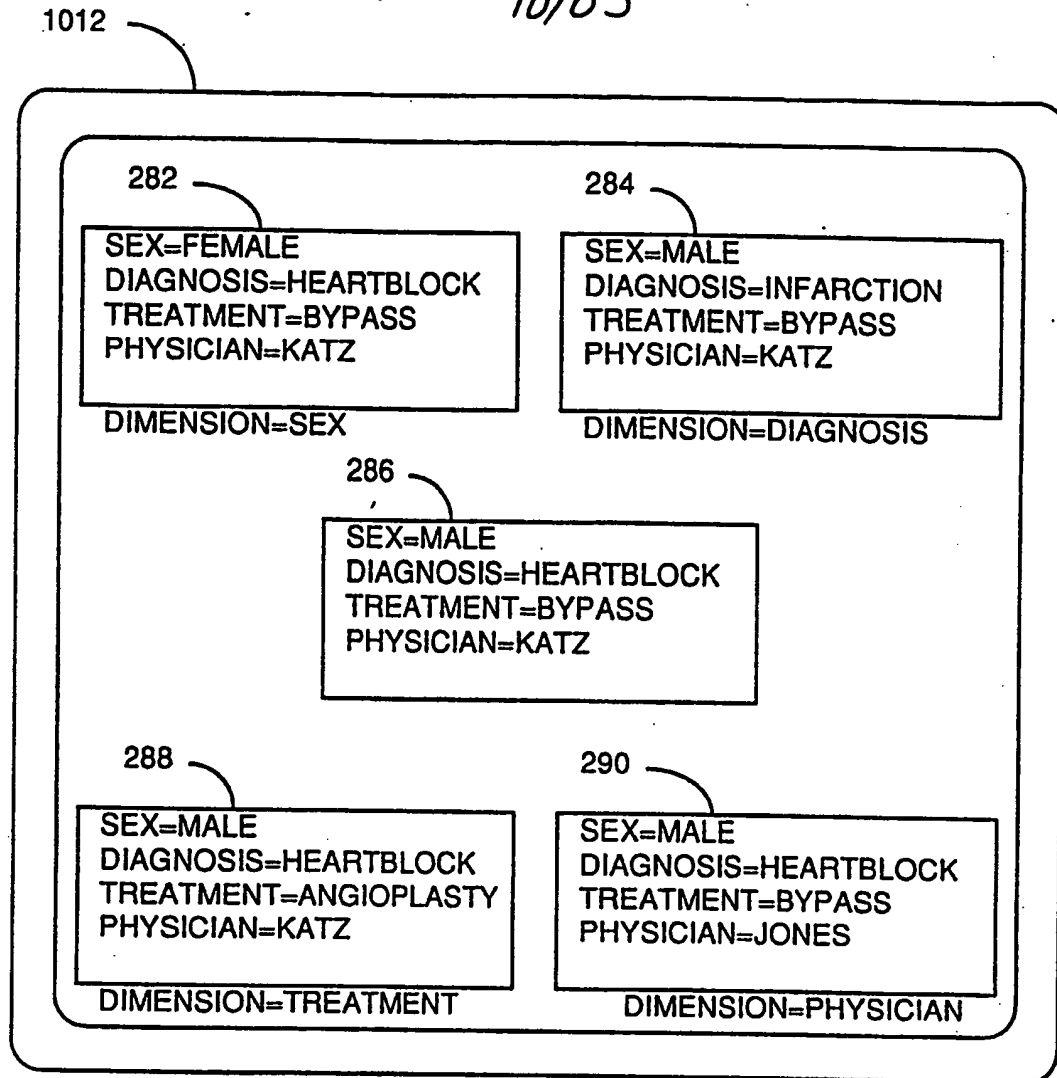 10/65
1012
282
SEX=FEMALE
DIAGNOSIS=HEARTBLOCK
TREATMENT=BYPASS
PHYSICIAN=KATZ
DIMENSION=SEX
284
SEX=MALE
DIAGNOSIS=INFARCTION
TREATMENT=BYPASS
PHYSICIAN=KATZ
DIMENSION=DIAGNOSIS
286
SEX=MALE
DIAGNOSIS=HEARTBLOCK
TREATMENT=BYPASS
PHYSICIAN=KATZ
288
SEX=MALE
DIAGNOSIS=HEARTBLOCK
TREATMENT=ANGIOPLASTY
PHYSICIAN=KATZ
DIMENSION=TREATMENT
290
SEX=MALE
DIAGNOSIS=HEARTBLOCK
TREATMENT=BYPASS
PHYSICIAN=JONES
DIMENSION=PHYSICIAN